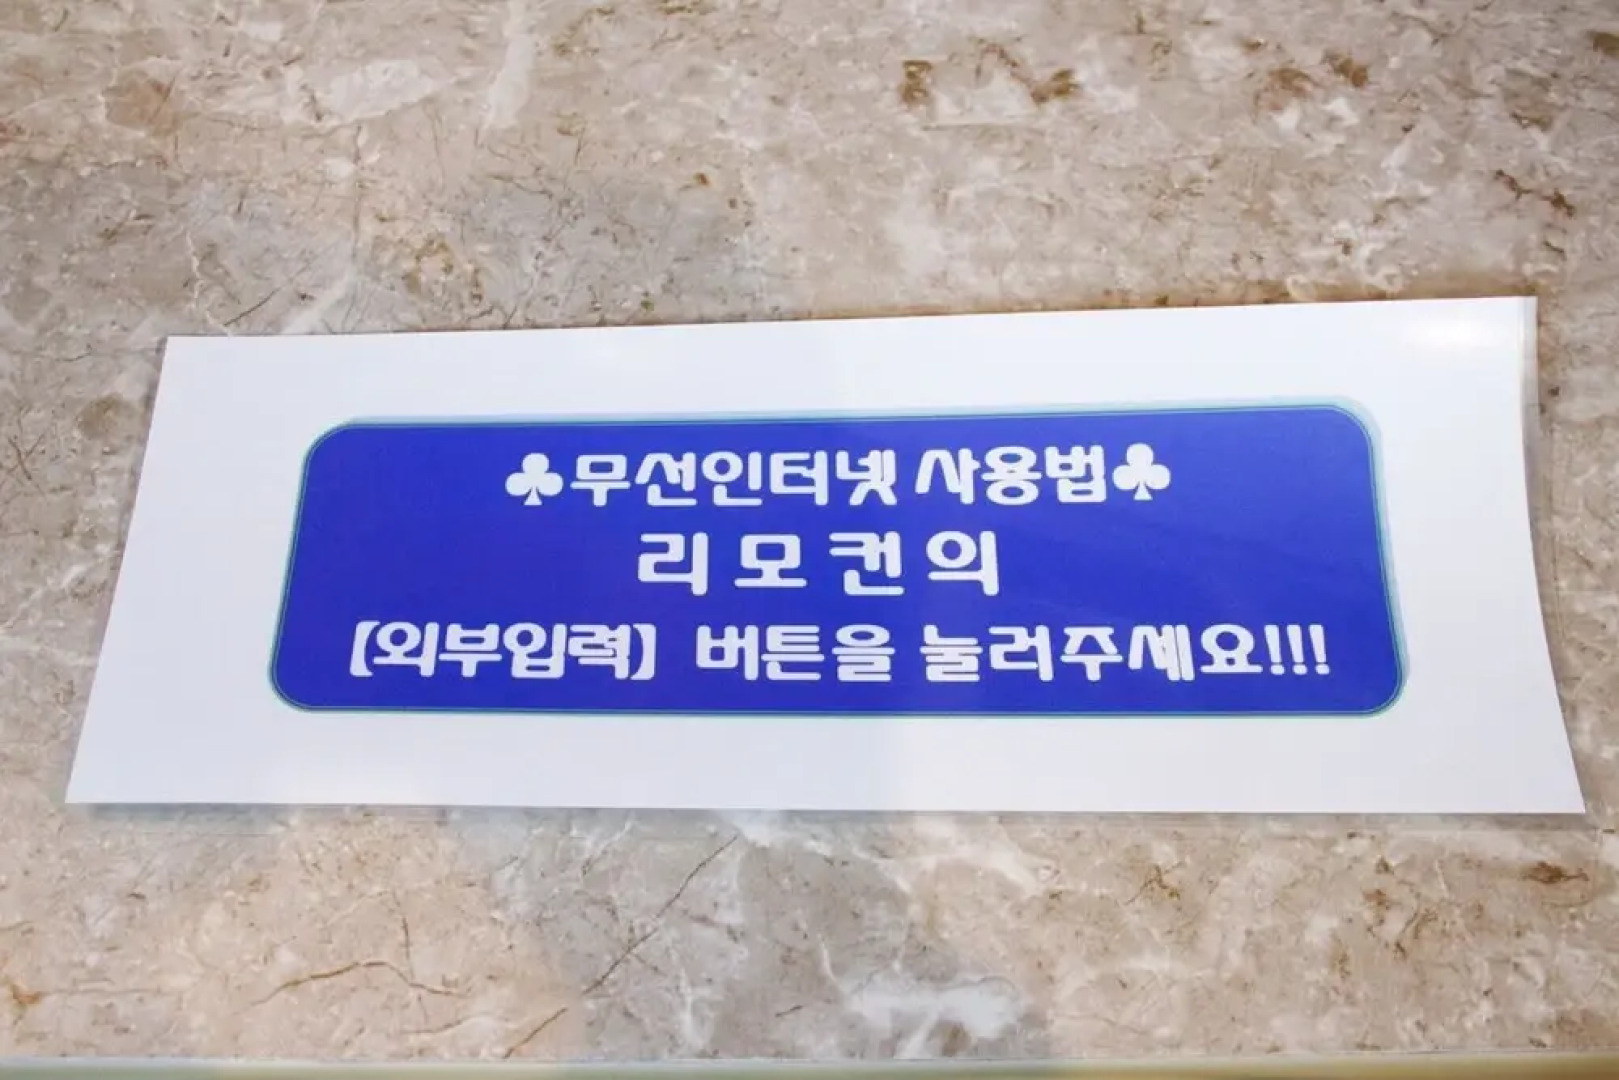 ♣무선인터넷 사용법♣
리모컨의
[외부입력] 버튼을 눌러주세요!!!